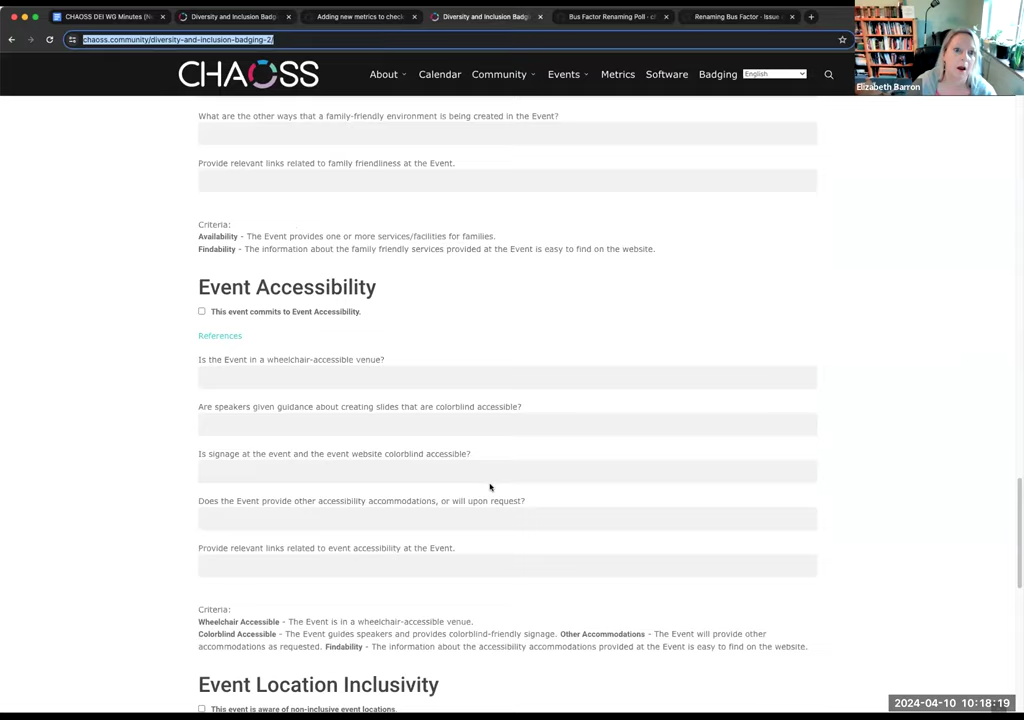 CHAOSS DEI WG Minutes (N
Diversity and Inclusion Badg
Adding new metrics to check
Diversity and Inclusion Badg
Bus Factor Renaming Poll - c
Renaming Bus Factor - Issue
chaoss.community/diversity-and-inclusion-badging-2/
CHAOSS
About
Calendar
Community
Events
Metrics
Software
Badging
English
Elizabeth Barron
What are the other ways that a family-friendly environment is being created in the Event?
Provide relevant links related to family friendliness at the Event.
Criteria:
Availability - The Event provides one or more services/facilities for families.
Findability - The information about the family friendly services provided at the Event is easy to find on the website.
Event Accessibility
This event commits to Event Accessibility.
References
Is the Event in a wheelchair-accessible venue?
Are speakers given guidance about creating slides that are colorblind accessible?
Is signage at the event and the event website colorblind accessible?
Does the Event provide other accessibility accommodations, or will upon request?
Provide relevant links related to event accessibility at the Event.
Criteria:
Wheelchair Accessible - The Event is in a wheelchair-accessible venue.
Colorblind Accessible - The Event guides speakers and provides colorblind-friendly signage. Other Accommodations - The Event will provide other
accommodations as requested. Findability - The information about the accessibility accommodations provided at the Event is easy to find on the website.
Event Location Inclusivity
This event is aware of non-inclusive event locations.
2024-04-10 10:18:19